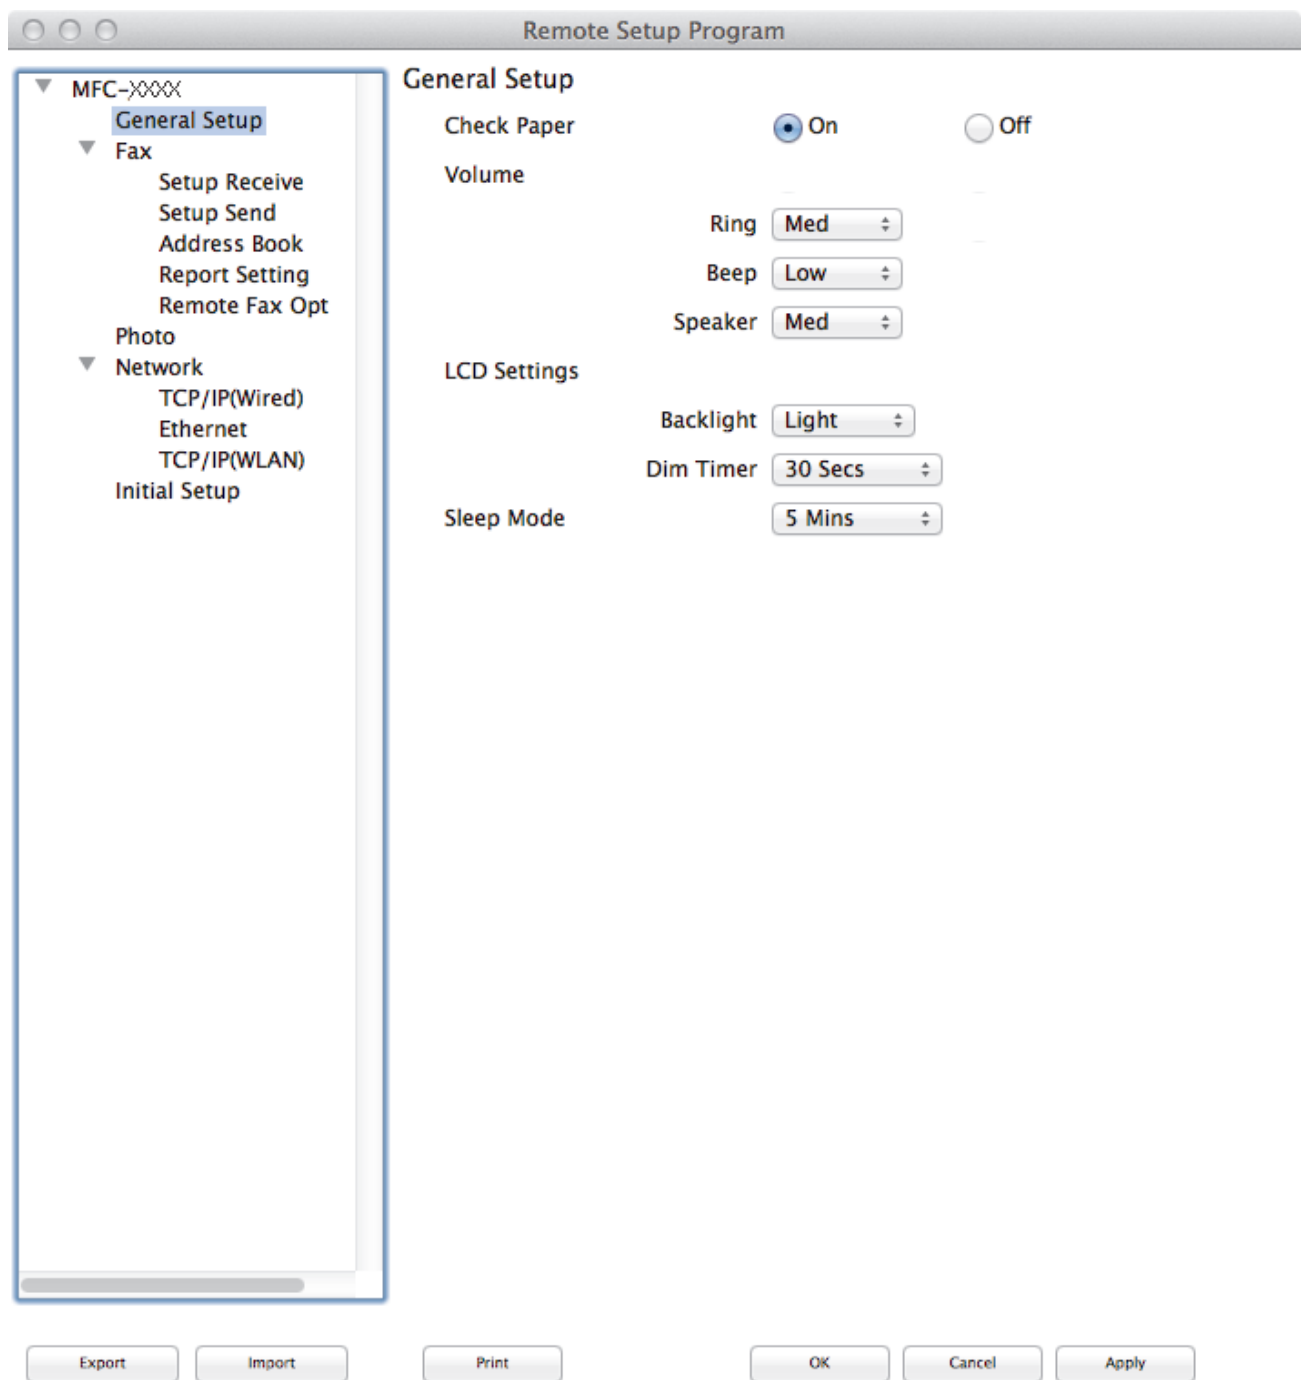 Remote Setup Program
MFC-XXXX
General Setup
Fax
Setup Receive
Setup Send
Address Book
Report Setting
Remote Fax Opt
Photo
Network
TCP/IP(Wired)
Ethernet
TCP/IP(WLAN)
Initial Setup
General Setup
Check Paper On Off
Volume
Ring Med
Beep Low
Speaker Med
LCD Settings
Backlight Light
Dim Timer 30 Secs
Sleep Mode 5 Mins
Export Import Print OK Cancel Apply